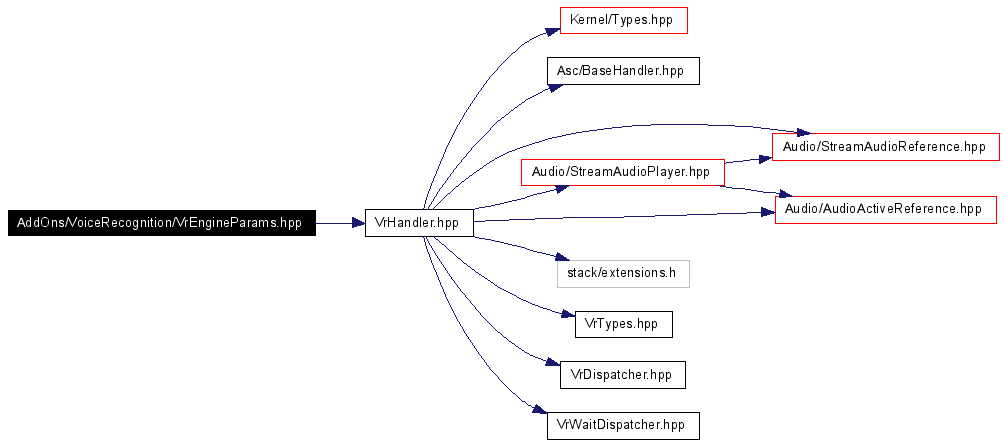 Kernel/Types.hpp
Asc/BaseHandler.hpp
Audio/StreamAudioReference.hpp
Audio/StreamAudioPlayer.hpp
Audio/AudioActiveReference.hpp
AddOns/VoiceRecognition/VrEngineParams.hpp
VrHandler.hpp
stack/extensions.h
VrTypes.hpp
VrDispatcher.hpp
VrWaitDispatcher.hpp